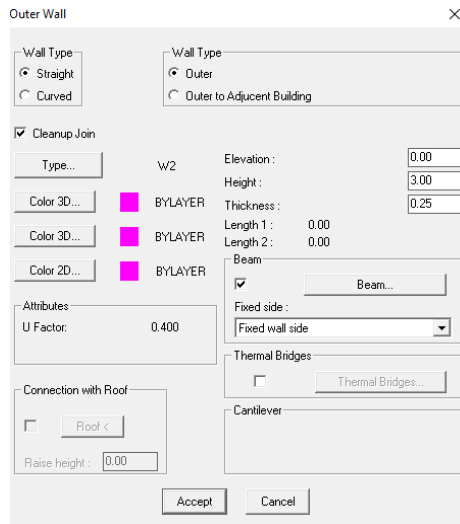 Outer Wall
Wall Type
Straight
Curved
Wall Type
Outer
Outer to Adjacent Building
Cleanup Join
Type...
W2
Color 3D...
BYLAYER
Color 3D...
BYLAYER
Color 2D...
BYLAYER
Attributes
U Factor: 0.400
Connection with Roof
Roof <
Raise height : 0.00
Elevation : 0.00
Height : 3.00
Thickness : 0.25
Length 1 : 0.00
Length 2 : 0.00
Beam
Beam...
Fixed side :
Fixed wall side
Thermal Bridges
Thermal Bridges...
Cantilever
Accept
Cancel